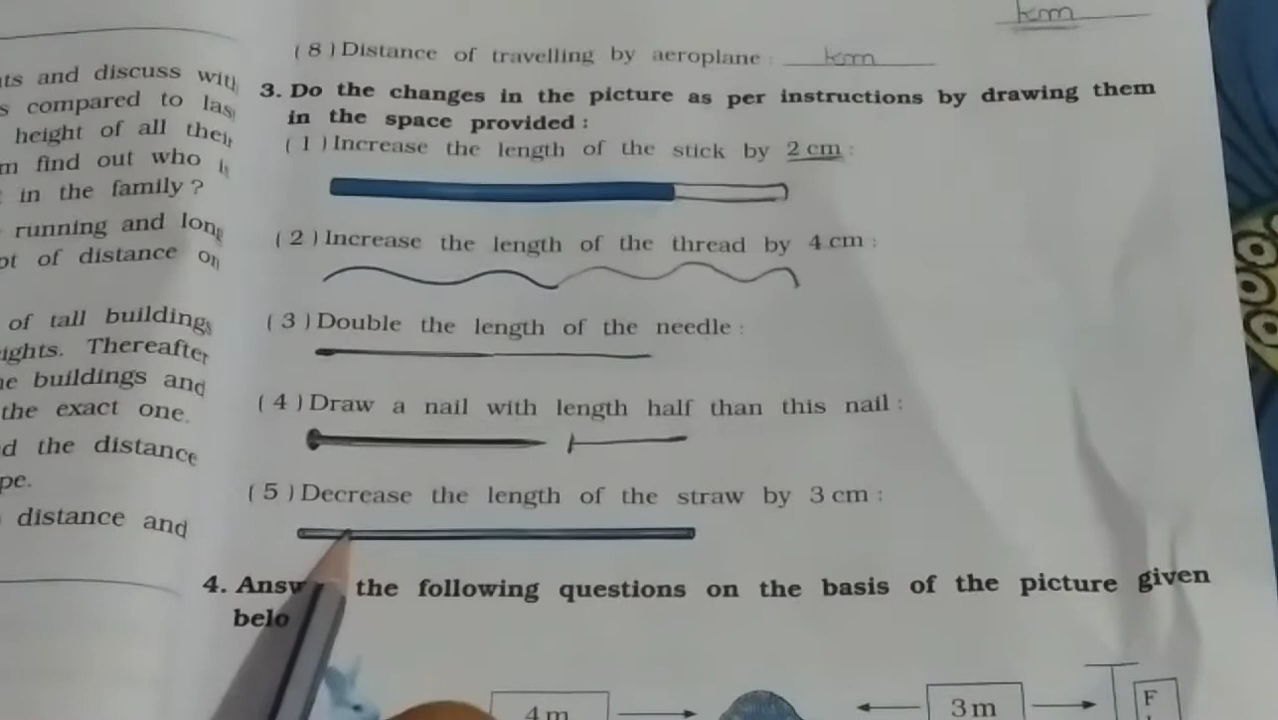 km
(8) Distance of travelling by aeroplane : km
ts and discuss with
3. Do the changes in the picture as per instructions by drawing them
s compared to las
in the space provided :
height of all their
(1) Increase the length of the stick by 2 cm :
m find out who is
in the family ?
running and long
(2) Increase the length of the thread by 4 cm :
ot of distance on
of tall buildings
(3) Double the length of the needle :
ights. Thereafter
e buildings and
(4) Draw a nail with length half than this nail :
the exact one.
d the distance
pe.
(5) Decrease the length of the straw by 3 cm :
distance and
4. Answ the following questions on the basis of the picture given
belo
4 m
3 m
F